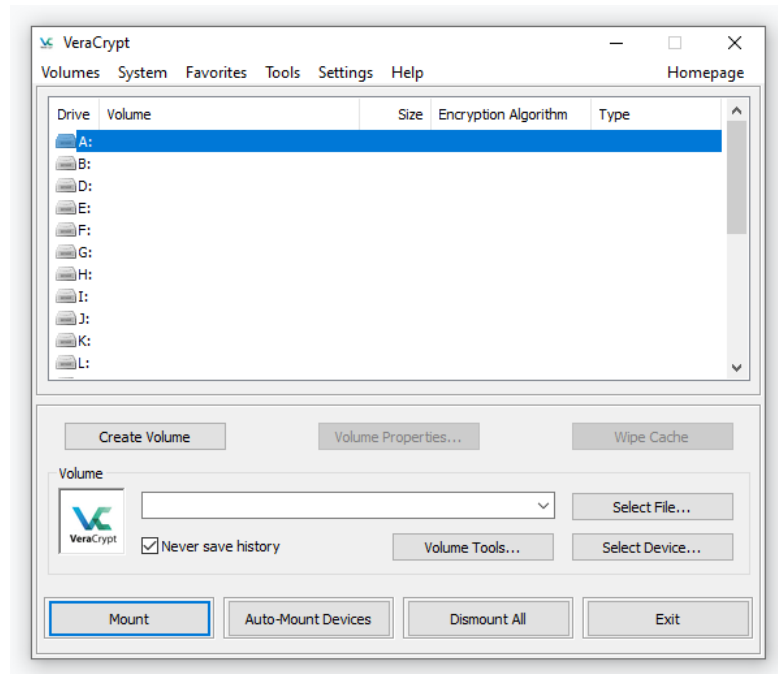 VeraCrypt
Volumes System Favorites Tools Settings Help Homepage
Drive Volume Size Encryption Algorithm Type
A:
B:
D:
E:
F:
G:
H:
I:
J:
K:
L:
Create Volume Volume Properties... Wipe Cache
Volume
Select File...
VeraCrypt
Never save history Volume Tools... Select Device...
Mount Auto-Mount Devices Dismount All Exit